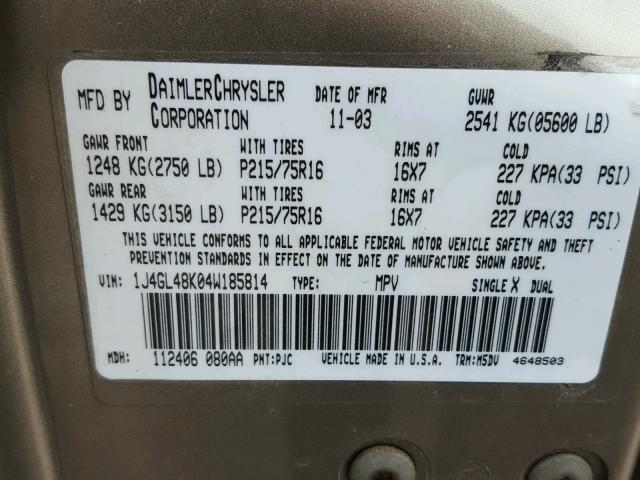 MFD BY DAIMLERCHRYSLER CORPORATION DATE OF MFR 11-03 GVWR 2541 KG(05600 LB)
GAWR FRONT WITH TIRES RIMS AT COLD
1248 KG(2750 LB) P215/75R16 16X7 227 KPA(33 PSI)
GAWR REAR WITH TIRES RIMS AT COLD
1429 KG(3150 LB) P215/75R16 16X7 227 KPA(33 PSI)
THIS VEHICLE CONFORMS TO ALL APPLICABLE FEDERAL MOTOR VEHICLE SAFETY AND THEFT
PREVENTION STANDARDS IN EFFECT ON THE DATE OF MANUFACTURE SHOWN ABOVE.
VIN: 1J4GL48K04W185814 TYPE: MPV SINGLE X DUAL
MDH: 112406 080AA PNT:PJC VEHICLE MADE IN U.S.A. TRM:M5DV 4648503